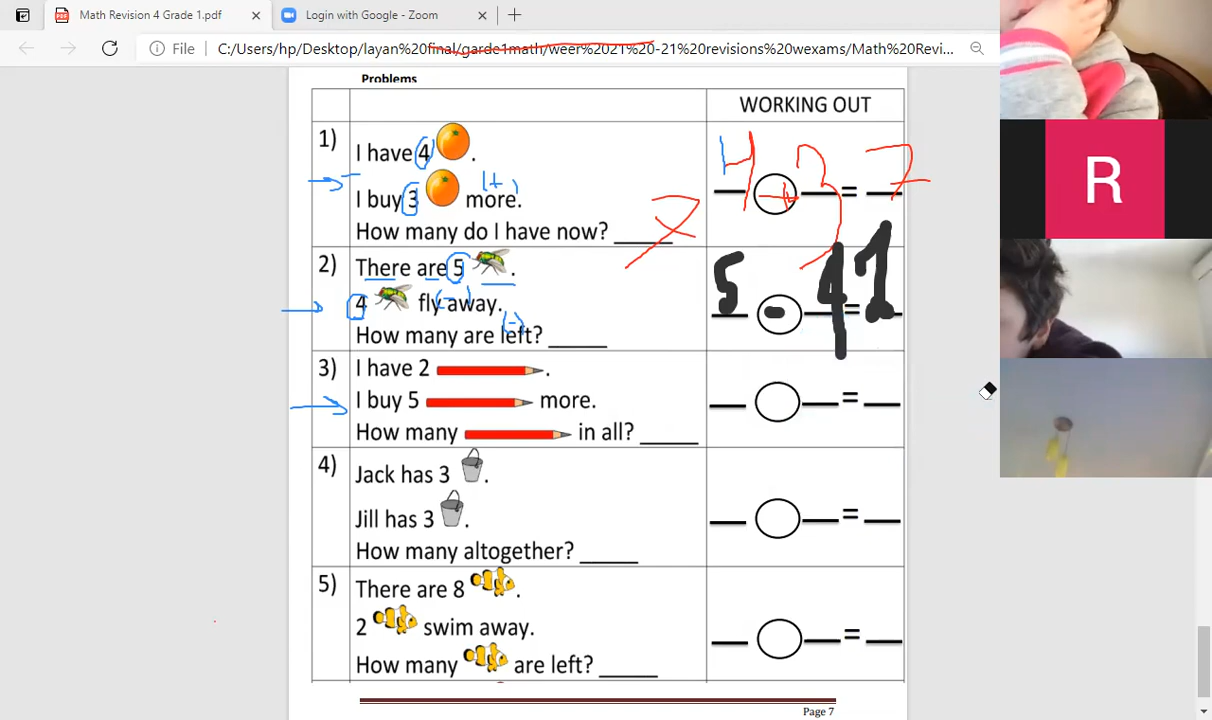 Math Revision 4 Grade 1.pdf
Login with Google - Zoom
File C:/Users/hp/Desktop/layan%20final/garde1math/weer%2021%20-21%20revisions%20wexams/Math%20Revi...
Problems
WORKING OUT
1) I have 4 .
I buy 3 more. (+)
How many do I have now? 7
4 + 3 = 7
2) There are 5 .
4 fly away. (-)
How many are left? (-)
5 - 4 = 1
3) I have 2 .
I buy 5 more.
How many in all?
=
4) Jack has 3 .
Jill has 3 .
How many altogether?
=
5) There are 8 .
2 swim away.
How many are left?
=
Page 7
R